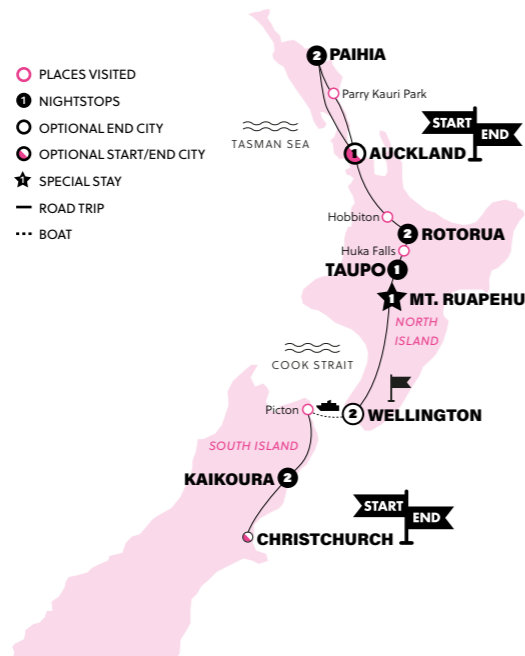 PLACES VISITED
1 NIGHTSTOPS
OPTIONAL END CITY
OPTIONAL START/END CITY
1 SPECIAL STAY
ROAD TRIP
BOAT
2 PAIHIA
Parry Kauri Park
TASMAN SEA
START
END
1 AUCKLAND
Hobbiton
2 ROTORUA
Huka Falls
TAUPO 1
1 MT. RUAPEHU
NORTH
ISLAND
COOK STRAIT
Picton
2 WELLINGTON
SOUTH ISLAND
KAIKOURA 2
START
END
CHRISTCHURCH